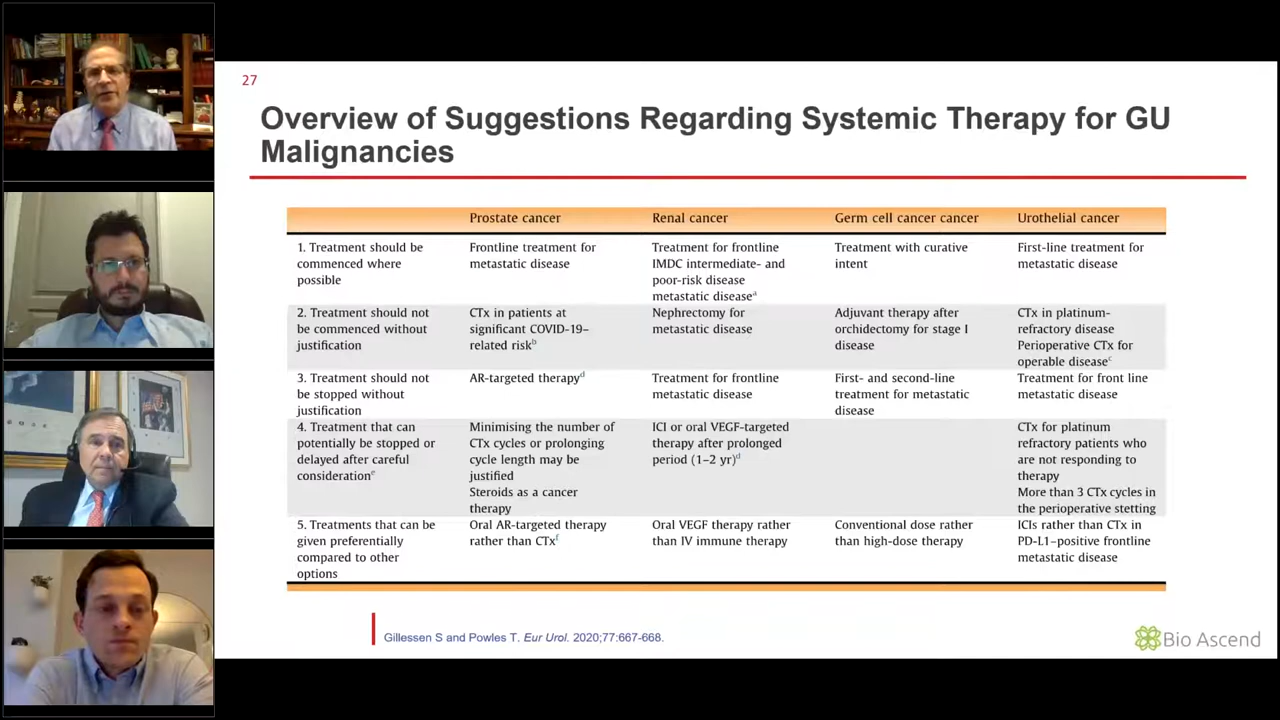 27
Overview of Suggestions Regarding Systemic Therapy for GU
Malignancies
Prostate cancer
Renal cancer
Germ cell cancer cancer
Urothelial cancer
1. Treatment should be
commenced where
possible
Frontline treatment for
metastatic disease
Treatment for frontline
IMDC intermediate- and
poor-risk disease
metastatic diseaseᵃ
Treatment with curative
intent
First-line treatment for
metastatic disease
2. Treatment should not
be commenced without
justification
CTx in patients at
significant COVID-19–
related riskᵇ
Nephrectomy for
metastatic disease
Adjuvant therapy after
orchidectomy for stage I
disease
CTx in platinum-
refractory disease
Perioperative CTx for
operable diseaseᶜ
3. Treatment should not
be stopped without
justification
AR-targeted therapyᵈ
Treatment for frontline
metastatic disease
First- and second-line
treatment for metastatic
disease
Treatment for front line
metastatic disease
4. Treatment that can
potentially be stopped or
delayed after careful
considerationᵉ
Minimising the number of
CTx cycles or prolonging
cycle length may be
justified
Steroids as a cancer
therapy
ICI or oral VEGF-targeted
therapy after prolonged
period (1–2 yr)ᵈ
CTx for platinum
refractory patients who
are not responding to
therapy
More than 3 CTx cycles in
the perioperative stetting
5. Treatments that can be
given preferentially
compared to other
options
Oral AR-targeted therapy
rather than CTxᶠ
Oral VEGF therapy rather
than IV immune therapy
Conventional dose rather
than high-dose therapy
ICIs rather than CTx in
PD-L1–positive frontline
metastatic disease
Gillessen S and Powles T. Eur Urol. 2020;77:667-668.
Bio Ascend